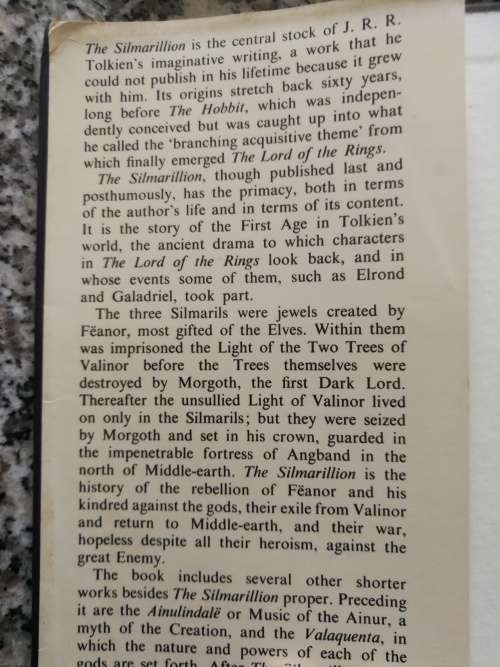 The Silmarillion is the central stock of J. R. R.
Tolkien's imaginative writing, a work that he
could not publish in his lifetime because it grew
with him. Its origins stretch back sixty years,
long before The Hobbit, which was indepen-
dently conceived but was caught up into what
he called the 'branching acquisitive theme' from
which finally emerged The Lord of the Rings.
The Silmarillion, though published last and
posthumously, has the primacy, both in terms
of the author's life and in terms of its content.
It is the story of the First Age in Tolkien's
world, the ancient drama to which characters
in The Lord of the Rings look back, and in
whose events some of them, such as Elrond
and Galadriel, took part.
The three Silmarils were jewels created by
Fëanor, most gifted of the Elves. Within them
was imprisoned the Light of the Two Trees of
Valinor before the Trees themselves were
destroyed by Morgoth, the first Dark Lord.
Thereafter the unsullied Light of Valinor lived
on only in the Silmarils; but they were seized
by Morgoth and set in his crown, guarded in
the impenetrable fortress of Angband in the
north of Middle-earth. The Silmarillion is the
history of the rebellion of Fëanor and his
kindred against the gods, their exile from Valinor
and return to Middle-earth, and their war,
hopeless despite all their heroism, against the
great Enemy.
The book includes several other shorter
works besides The Silmarillion proper. Preceding
it are the Ainulindalë or Music of the Ainur, a
myth of the Creation, and the Valaquenta, in
which the nature and powers of each of the
gods are set forth. After The